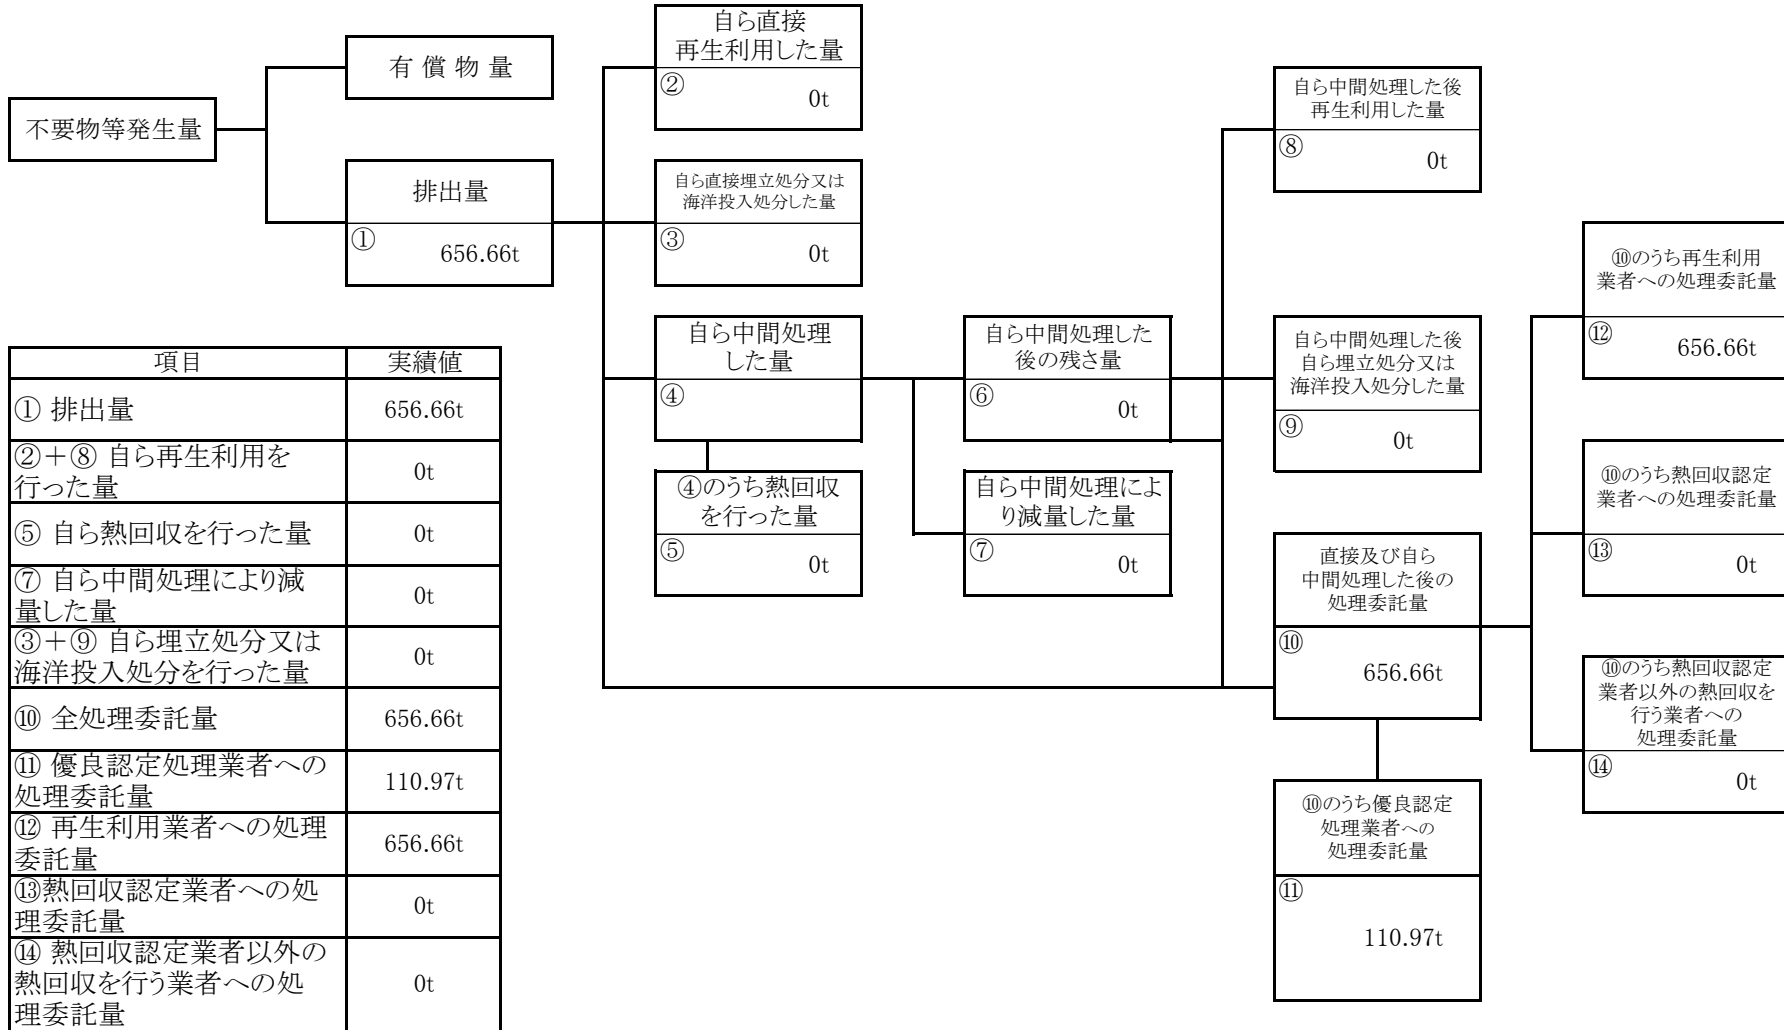 不要物等発生量
有 償 物 量
排出量
①
656.66t
自ら直接
再生利用した量
②
0t
自ら直接埋立処分又は
海洋投入処分した量
③
0t
自ら中間処理
した量
④
④のうち熱回収
を行った量
⑤
0t
自ら中間処理した
後の残さ量
⑥
0t
自ら中間処理によ
り減量した量
⑦
0t
自ら中間処理した後
再生利用した量
⑧
0t
自ら中間処理した後
自ら埋立処分又は
海洋投入処分した量
⑨
0t
直接及び自ら
中間処理した後の
処理委託量
⑩
656.66t
⑩のうち優良認定
処理業者への
処理委託量
⑪
110.97t
⑩のうち再生利用
業者への処理委託量
⑫
656.66t
⑩のうち熱回収認定
業者への処理委託量
⑬
0t
⑩のうち熱回収認定
業者以外の熱回収を
行う業者への
処理委託量
⑭
0t
項目 実績値
① 排出量 656.66t
②＋⑧ 自ら再生利用を
行った量 0t
⑤ 自ら熱回収を行った量 0t
⑦ 自ら中間処理により減
量した量 0t
③＋⑨ 自ら埋立処分又は
海洋投入処分を行った量 0t
⑩ 全処理委託量 656.66t
⑪ 優良認定処理業者への
処理委託量 110.97t
⑫ 再生利用業者への処理
委託量 656.66t
⑬熱回収認定業者への処
理委託量 0t
⑭ 熱回収認定業者以外の
熱回収を行う業者への処
理委託量 0t